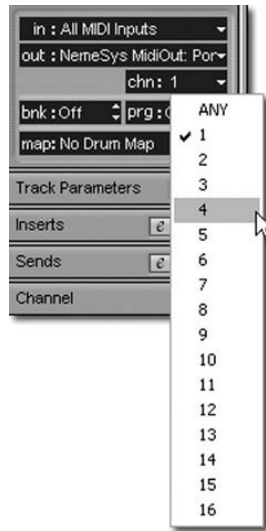 in : All MIDI Inputs
out : NemeSys MidiOut: Por
chn: 1
bnk : Off prg :
map: No Drum Map
Track Parameters
Inserts e
Sends e
Channel
ANY
✓ 1
2
3
4
5
6
7
8
9
10
11
12
13
14
15
16